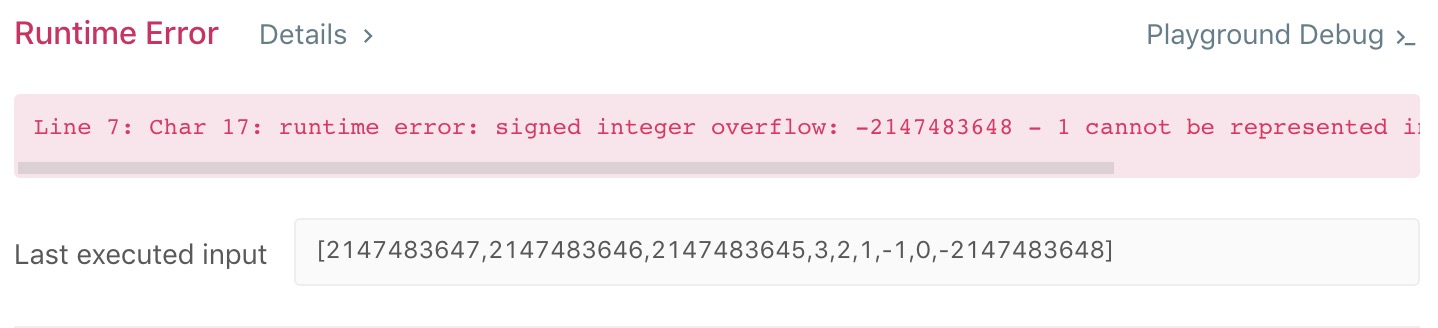 Runtime Error Details > Playground Debug >_
Line 7: Char 17: runtime error: signed integer overflow: -2147483648 - 1 cannot be represented
Last executed input [2147483647,2147483646,2147483645,3,2,1,-1,0,-2147483648]